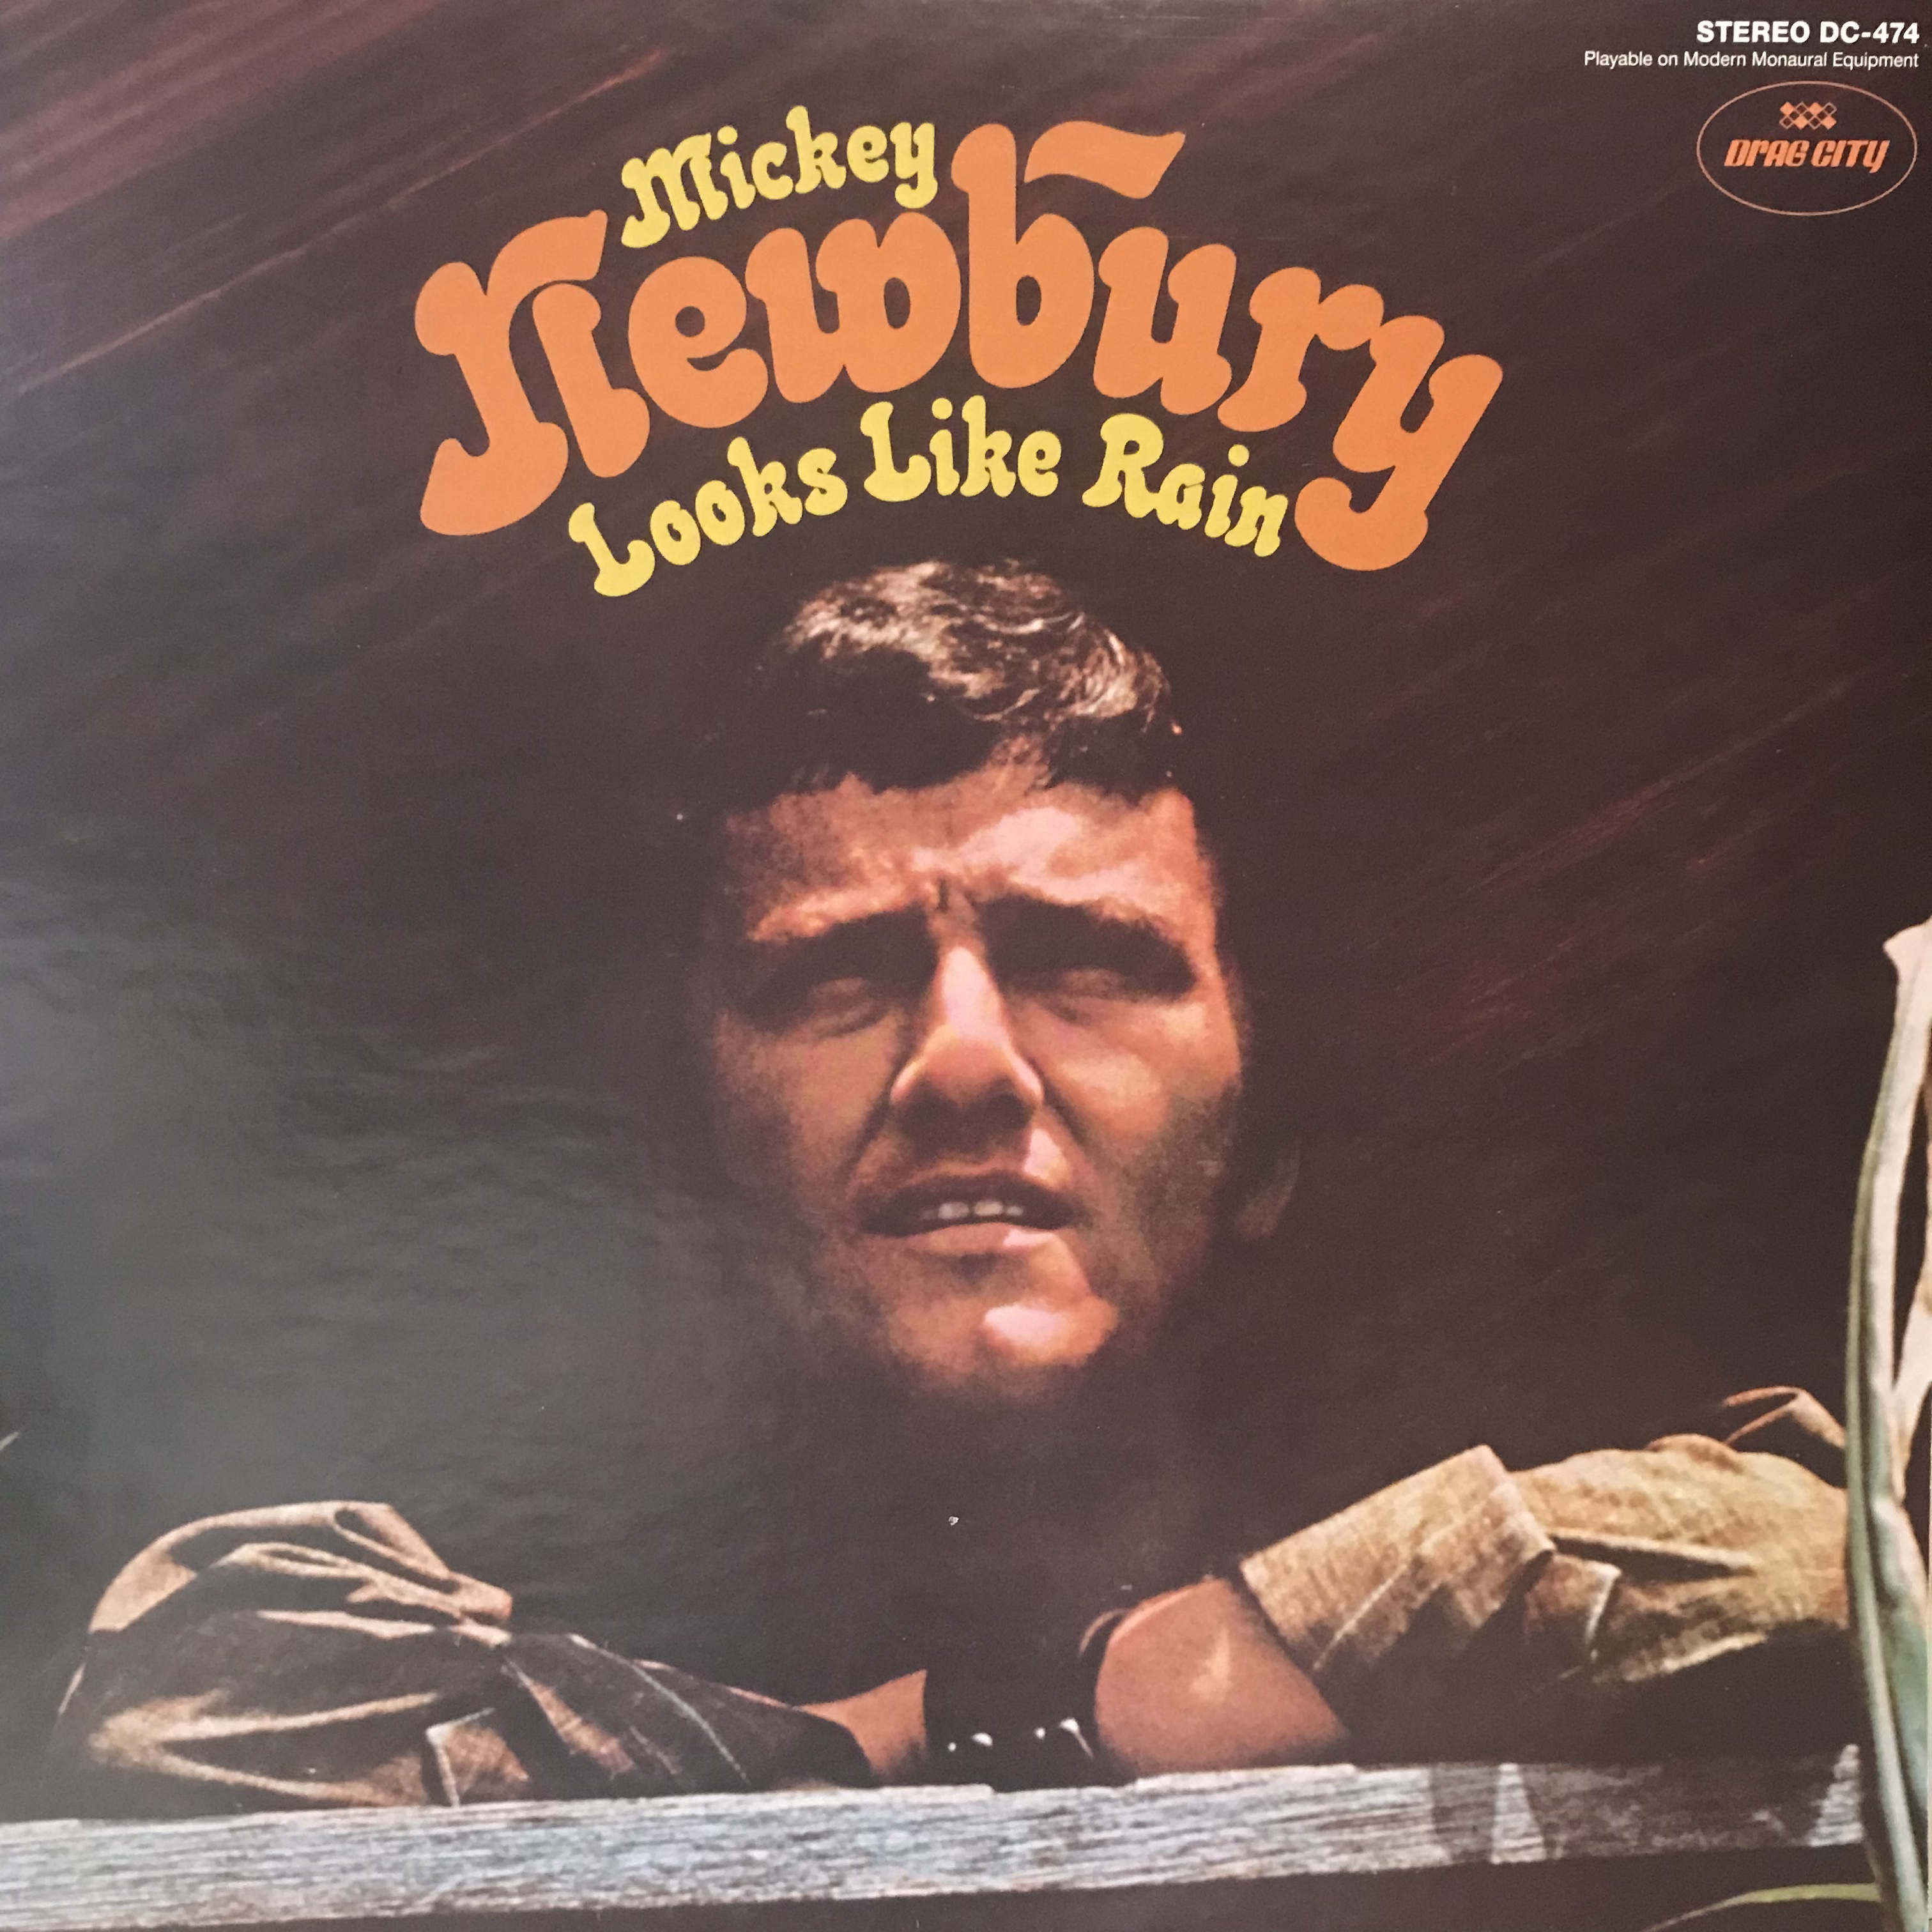 STEREO DC-474
Playable on Modern Monaural Equipment
DRAG CITY
Mickey
Newbury
Looks Like Rain